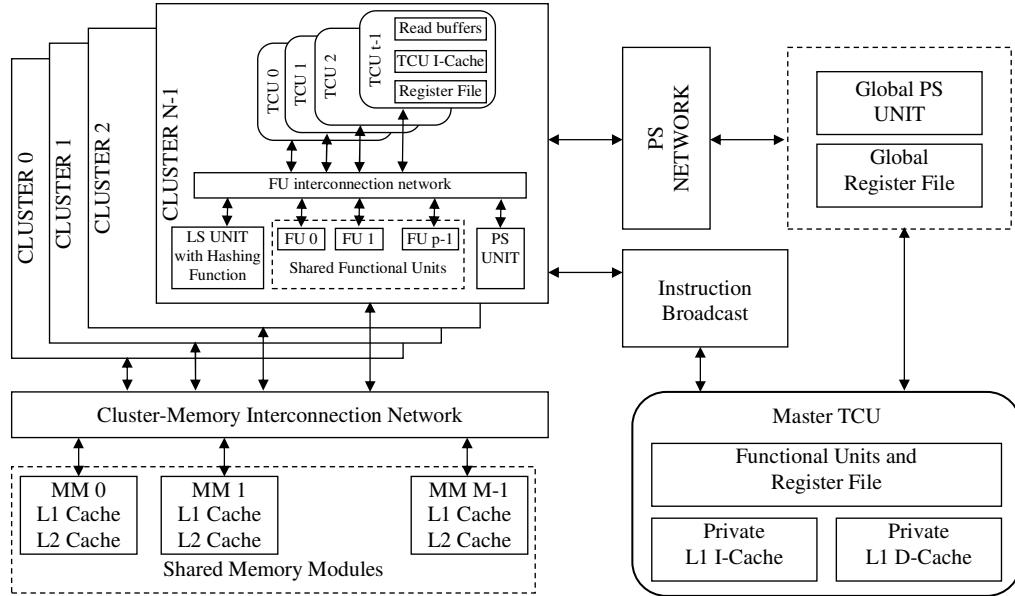 CLUSTER 0
CLUSTER 1
CLUSTER 2
CLUSTER N-1
TCU 0
TCU 1
TCU 2
TCU t-1
Read buffers
TCU I-Cache
Register File
FU interconnection network
LS UNIT
with Hashing
Function
FU 0
FU 1
FU p-1
Shared Functional Units
PS
UNIT
PS
NETWORK
Global PS
UNIT
Global
Register File
Instruction
Broadcast
Cluster-Memory Interconnection Network
MM 0
L1 Cache
L2 Cache
MM 1
L1 Cache
L2 Cache
MM M-1
L1 Cache
L2 Cache
Shared Memory Modules
Master TCU
Functional Units and
Register File
Private
L1 I-Cache
Private
L1 D-Cache